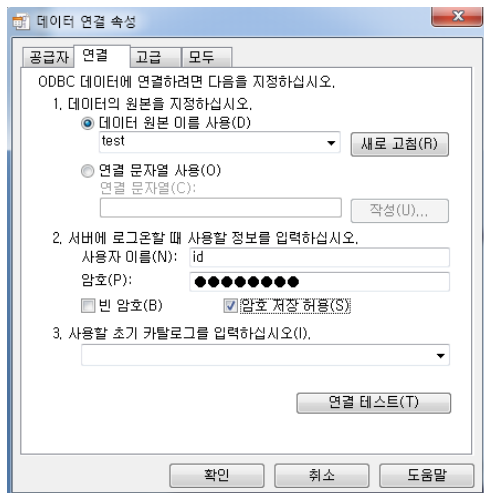 데이터 연결 속성
공급자 연결 고급 모두
ODBC 데이터에 연결하려면 다음을 지정하십시오.
1. 데이터의 원본을 지정하십시오.
데이터 원본 이름 사용(D)
test 새로 고침(R)
연결 문자열 사용(O)
연결 문자열(C):
작성(U)...
2. 서버에 로그온할 때 사용할 정보를 입력하십시오.
사용자 이름(N): id
암호(P): ●●●●●●●●
빈 암호(B) 암호 저장 허용(S)
3. 사용할 초기 카탈로그를 입력하십시오(I).
연결 테스트(T)
확인 취소 도움말